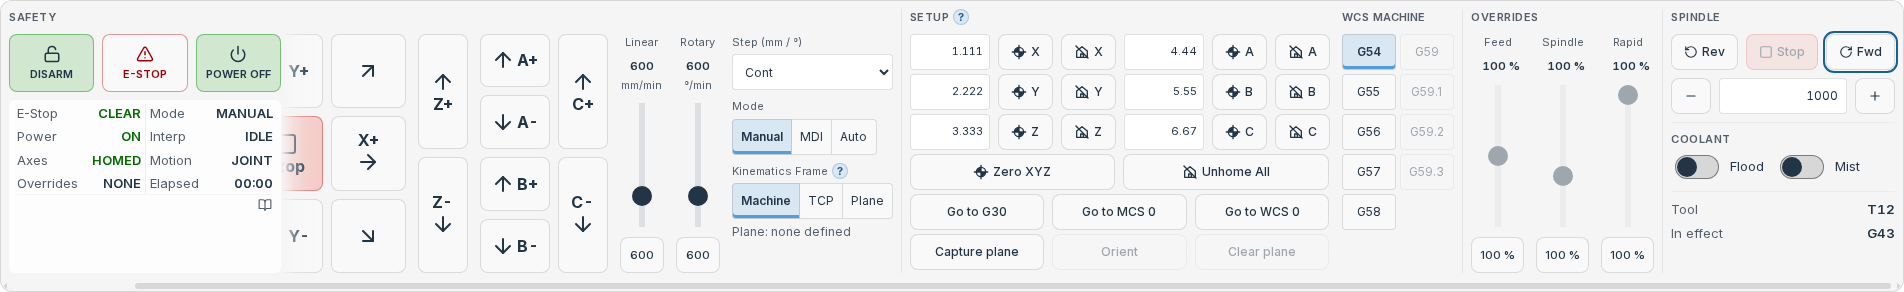 SAFETY
DISARM
E-STOP
POWER OFF
E-Stop CLEAR Mode MANUAL
Power ON Interp IDLE
Axes HOMED Motion JOINT
Overrides NONE Elapsed 00:00
Y+
op
Y-
X+
Z+
Z-
A+
A-
B+
B-
C+
C-
Linear Rotary
600 600
mm/min °/min
600 600
Step (mm / °)
Cont
Mode
Manual MDI Auto
Kinematics Frame ?
Machine TCP Plane
Plane: none defined
SETUP ?
1.111 X X 4.44 A A
2.222 Y Y 5.55 B B
3.333 Z Z 6.67 C C
Zero XYZ Unhome All
Go to G30 Go to MCS 0 Go to WCS 0
Capture plane Orient Clear plane
WCS MACHINE
G54 G59
G55 G59.1
G56 G59.2
G57 G59.3
G58
OVERRIDES
Feed Spindle Rapid
100 % 100 % 100 %
100 % 100 % 100 %
SPINDLE
Rev Stop Fwd
− 1000 +
COOLANT
Flood Mist
Tool T12
In effect G43